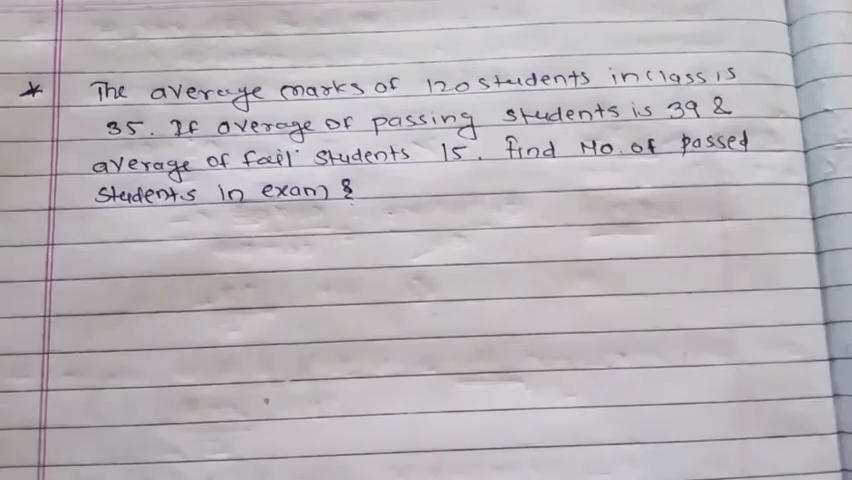 * The average marks of 120 students in class is
35. If average of passing students is 39 &
average of fail students 15. find No. of passed
students in exam ?